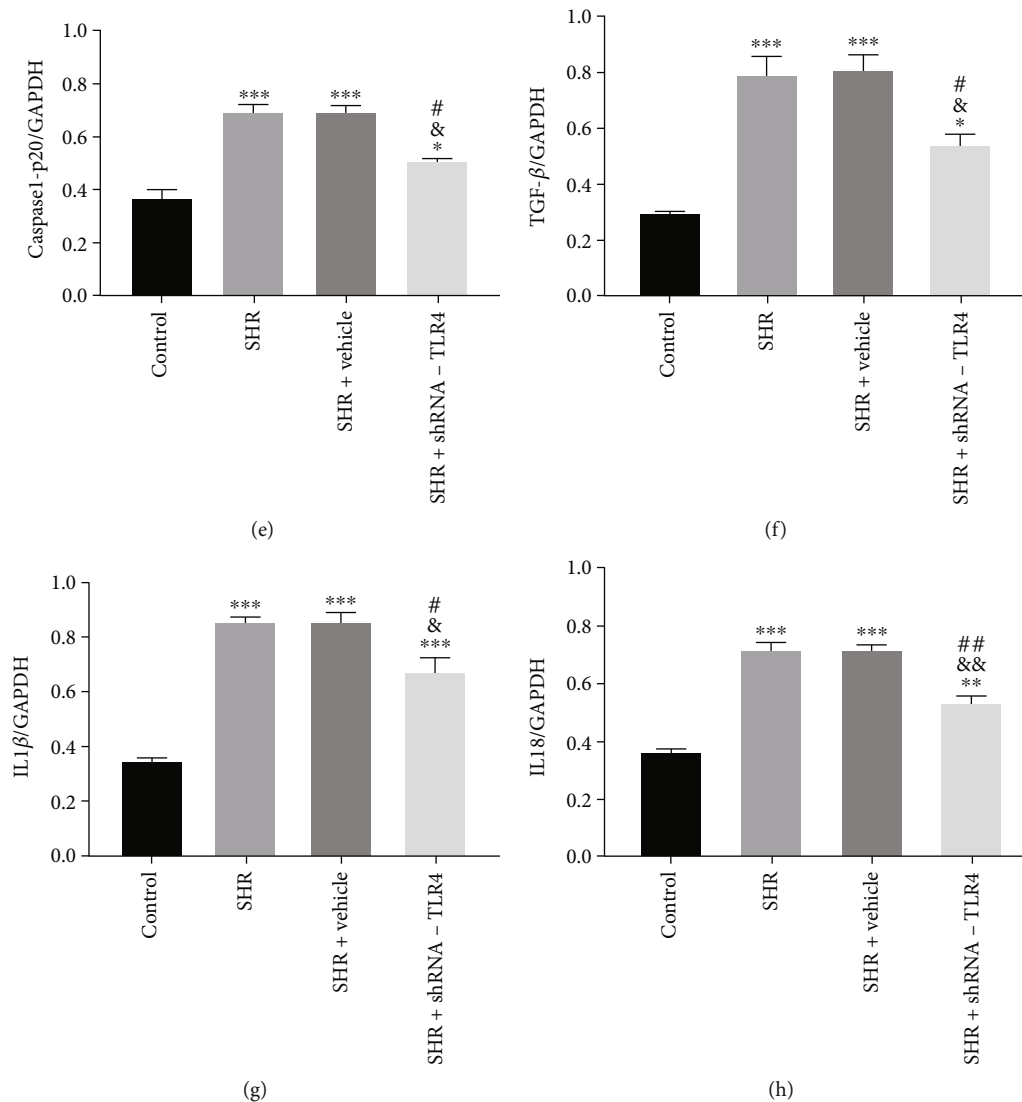 Caspase1-p20/GAPDH
1.0
0.8
0.6
0.4
0.2
0.0
***
***
#
&
*
Control
SHR
SHR + vehicle
SHR + shRNA – TLR4
(e)
TGF-β/GAPDH
1.0
0.8
0.6
0.4
0.2
0.0
***
***
#
&
*
Control
SHR
SHR + vehicle
SHR + shRNA – TLR4
(f)
IL1β/GAPDH
1.0
0.8
0.6
0.4
0.2
0.0
***
***
#
&
***
Control
SHR
SHR + vehicle
SHR + shRNA – TLR4
(g)
IL18/GAPDH
1.0
0.8
0.6
0.4
0.2
0.0
***
***
##
&&
**
Control
SHR
SHR + vehicle
SHR + shRNA – TLR4
(h)